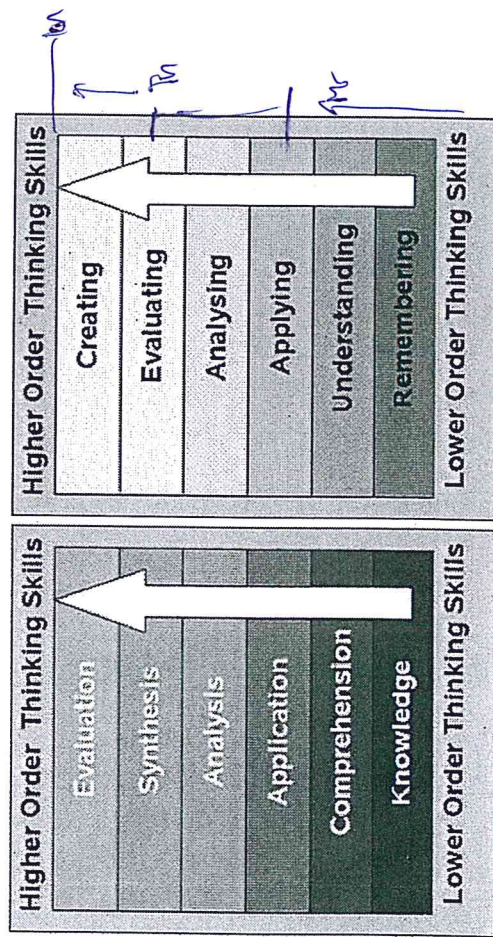 Higher Order Thinking Skills
Evaluation
Synthesis
Analysis
Application
Comprehension
Knowledge
Lower Order Thinking Skills
Higher Order Thinking Skills
Creating
Evaluating
Analysing
Applying
Understanding
Remembering
Lower Order Thinking Skills